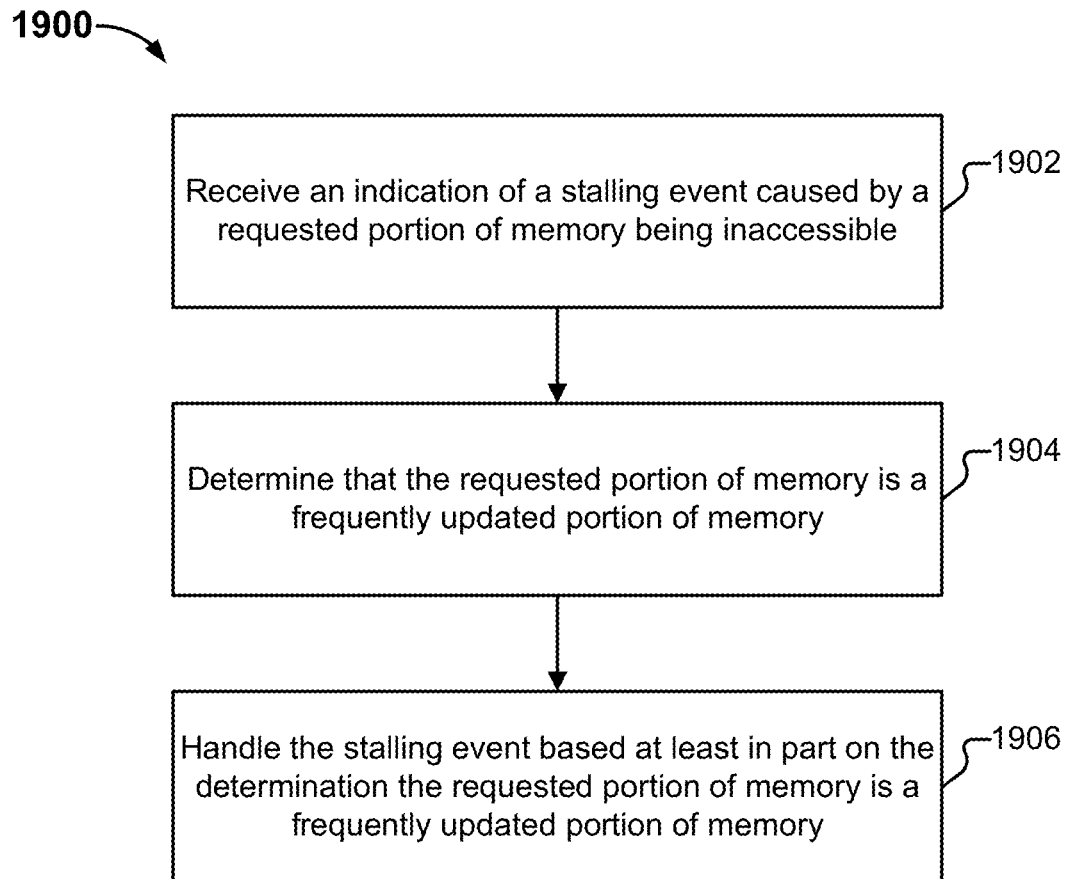 1900
Receive an indication of a stalling event caused by a
requested portion of memory being inaccessible
1902
Determine that the requested portion of memory is a
frequently updated portion of memory
1904
Handle the stalling event based at least in part on the
determination the requested portion of memory is a
frequently updated portion of memory
1906